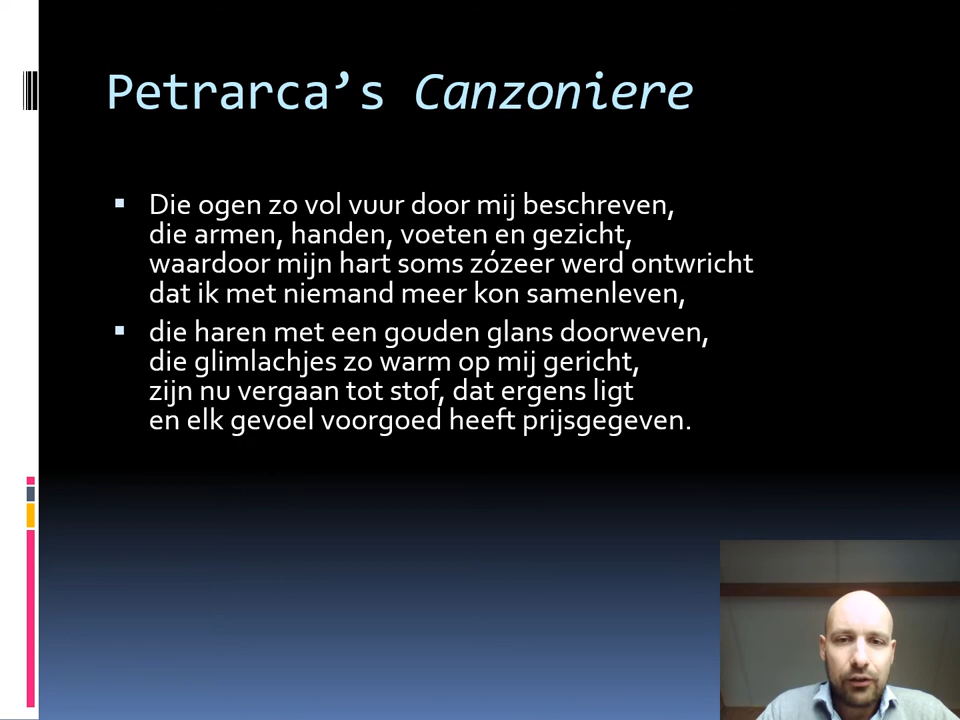 Petrarca’s Canzoniere
Die ogen zo vol vuur door mij beschreven,
die armen, handen, voeten en gezicht,
waardoor mijn hart soms zózeer werd ontwricht
dat ik met niemand meer kon samenleven,
die haren met een gouden glans doorweven,
die glimlachjes zo warm op mij gericht,
zijn nu vergaan tot stof, dat ergens ligt
en elk gevoel voorgoed heeft prijsgegeven.